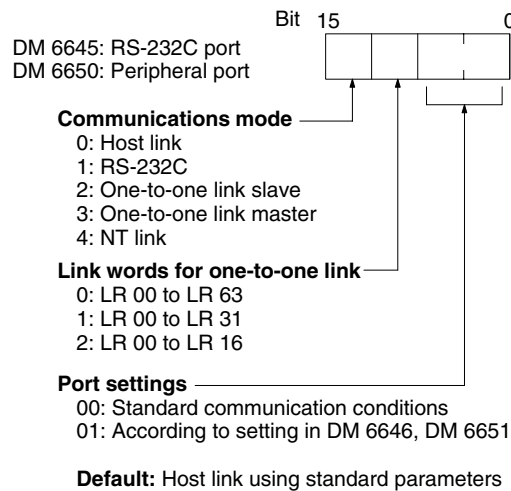 Bit 15 0
DM 6645: RS-232C port
DM 6650: Peripheral port
Communications mode
0: Host link
1: RS-232C
2: One-to-one link slave
3: One-to-one link master
4: NT link
Link words for one-to-one link
0: LR 00 to LR 63
1: LR 00 to LR 31
2: LR 00 to LR 16
Port settings
00: Standard communication conditions
01: According to setting in DM 6646, DM 6651
Default: Host link using standard parameters